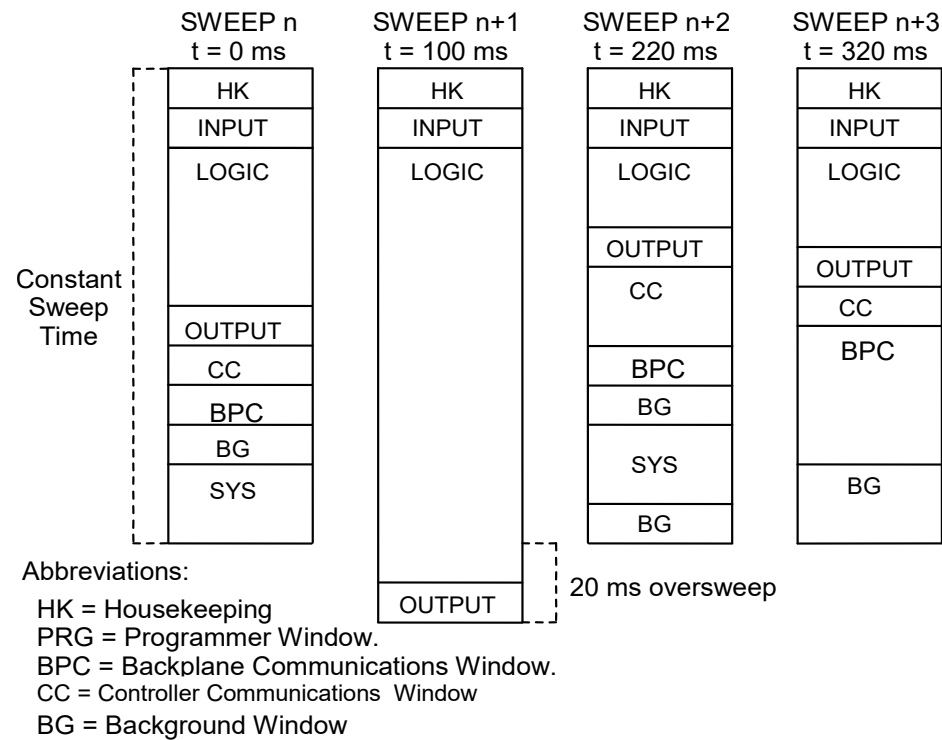 SWEEP n
t = 0 ms
HK
INPUT
LOGIC
OUTPUT
CC
BPC
BG
SYS
SWEEP n+1
t = 100 ms
HK
INPUT
LOGIC
OUTPUT
SWEEP n+2
t = 220 ms
HK
INPUT
LOGIC
OUTPUT
CC
BPC
BG
SYS
BG
SWEEP n+3
t = 320 ms
HK
INPUT
LOGIC
OUTPUT
CC
BPC
BG
Constant
Sweep
Time
20 ms oversweep
Abbreviations:
HK = Housekeeping
PRG = Programmer Window.
BPC = Backplane Communications Window.
CC = Controller Communications Window
BG = Background Window